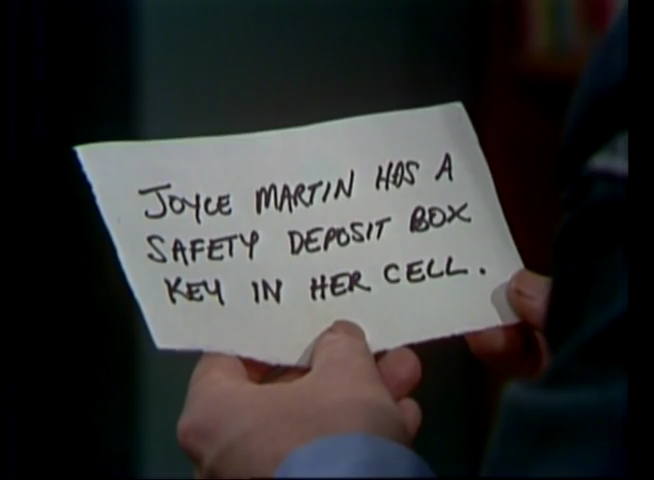 JOYCE MARTIN HAS A
SAFETY DEPOSIT BOX
KEY IN HER CELL.